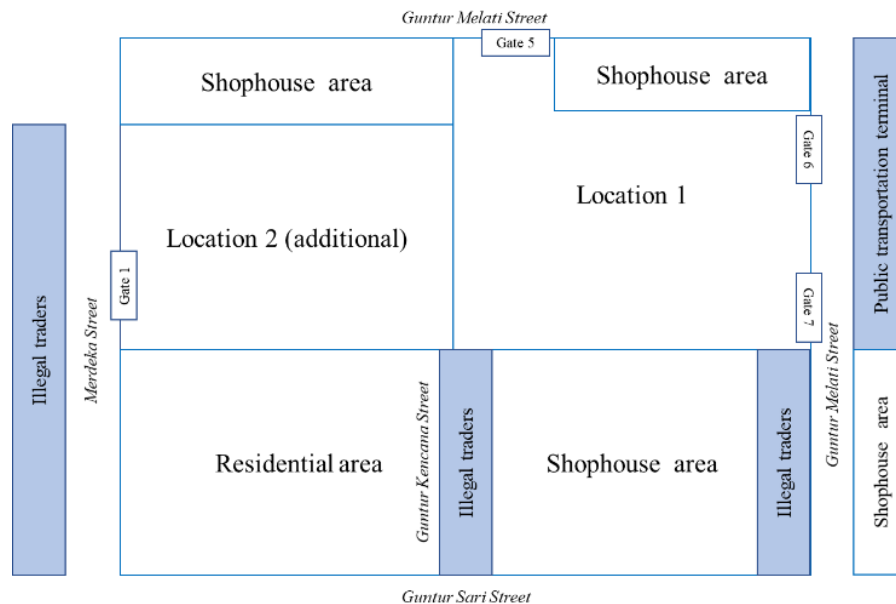 Guntur Melati Street
Gate 5
Shophouse area
Shophouse area
Public transportation terminal
Gate 6
Location 1
Location 2 (additional)
Gate 1
Gate 7
Illegal traders
Merdeka Street
Guntur Melati Street
Guntur Kencana Street
Residential area
Illegal traders
Shophouse area
Illegal traders
Shophouse area
Guntur Sari Street